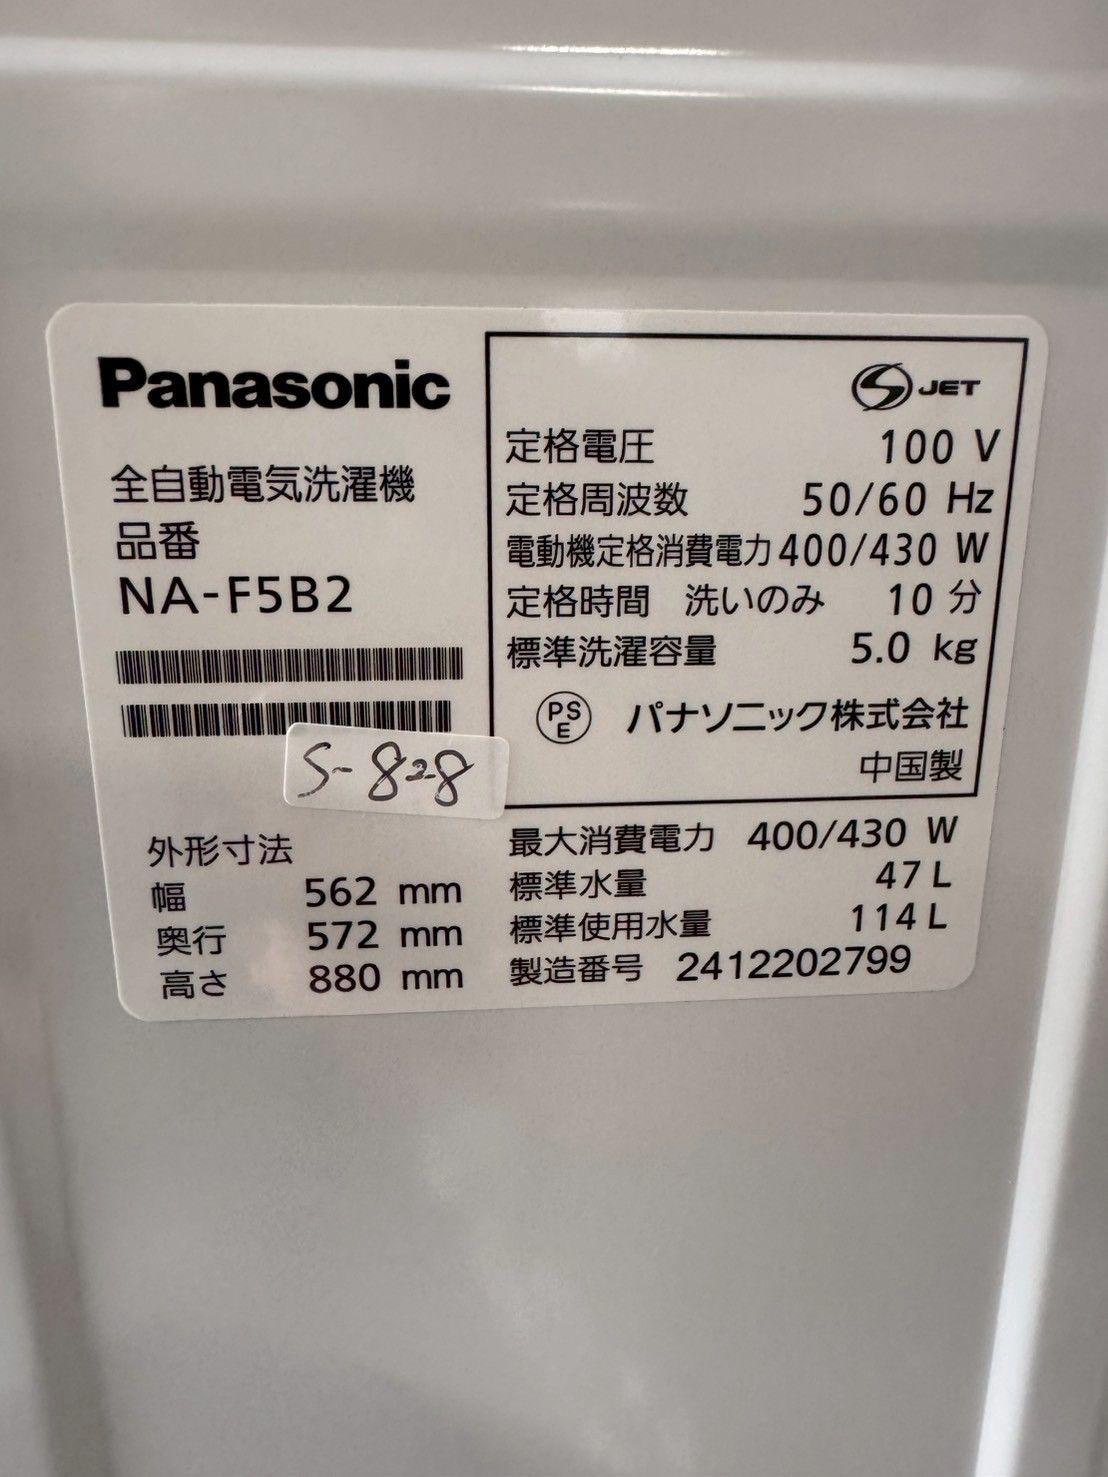 Panasonic
全自動電気洗濯機
品番
NA-F5B2
S-828
外形寸法
幅 562 mm
奥行 572 mm
高さ 880 mm
S JET
定格電圧 100 V
定格周波数 50/60 Hz
電動機定格消費電力 400/430 W
定格時間 洗いのみ 10 分
標準洗濯容量 5.0 kg
PSE パナソニック株式会社
中国製
最大消費電力 400/430 W
標準水量 47 L
標準使用水量 114 L
製造番号 2412202799